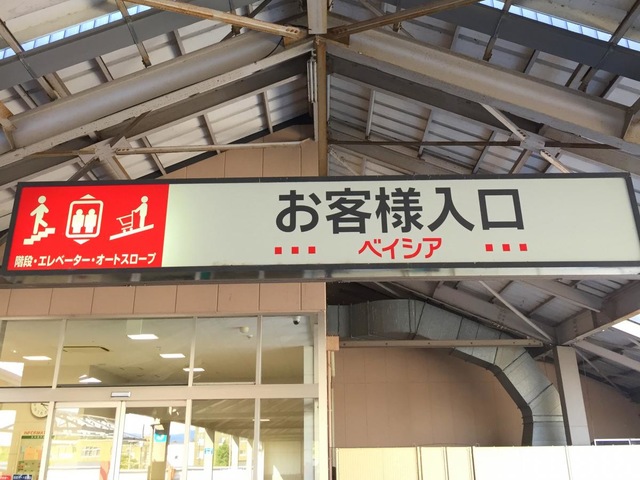 お客様入口
■■■ ベイシア ■■■
階段・エレベーター・オートスロープ